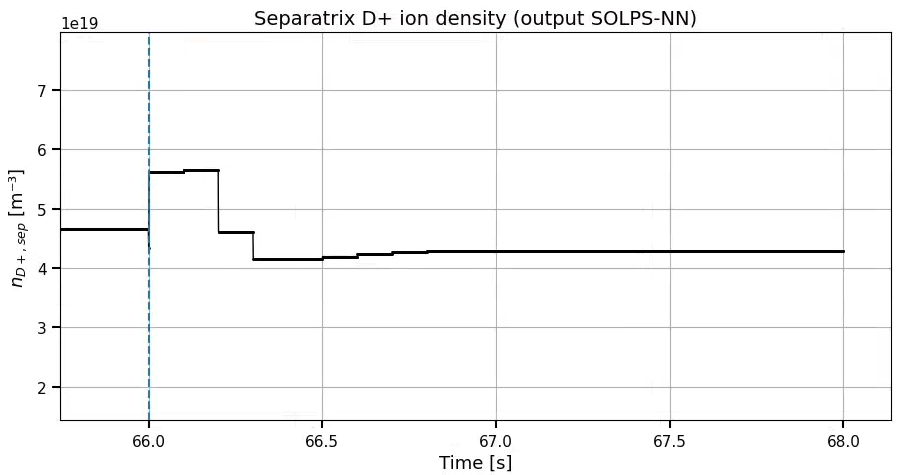 Separatrix D+ ion density (output SOLPS-NN)
1e19
7
6
5
4
3
2
n_{D+, sep} [m⁻³]
66.0 66.5 67.0 67.5 68.0
Time [s]